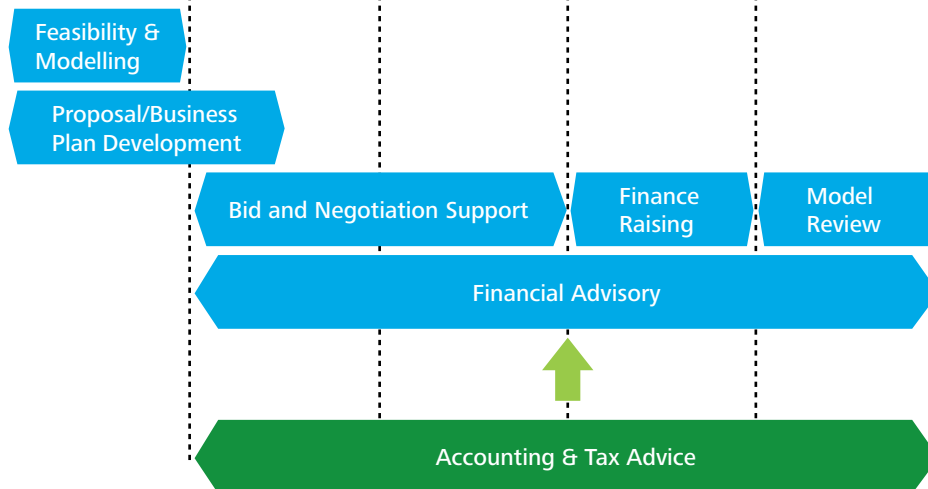 Feasibility &
Modelling
Proposal/Business
Plan Development
Bid and Negotiation Support
Finance
Raising
Model
Review
Financial Advisory
Accounting & Tax Advice